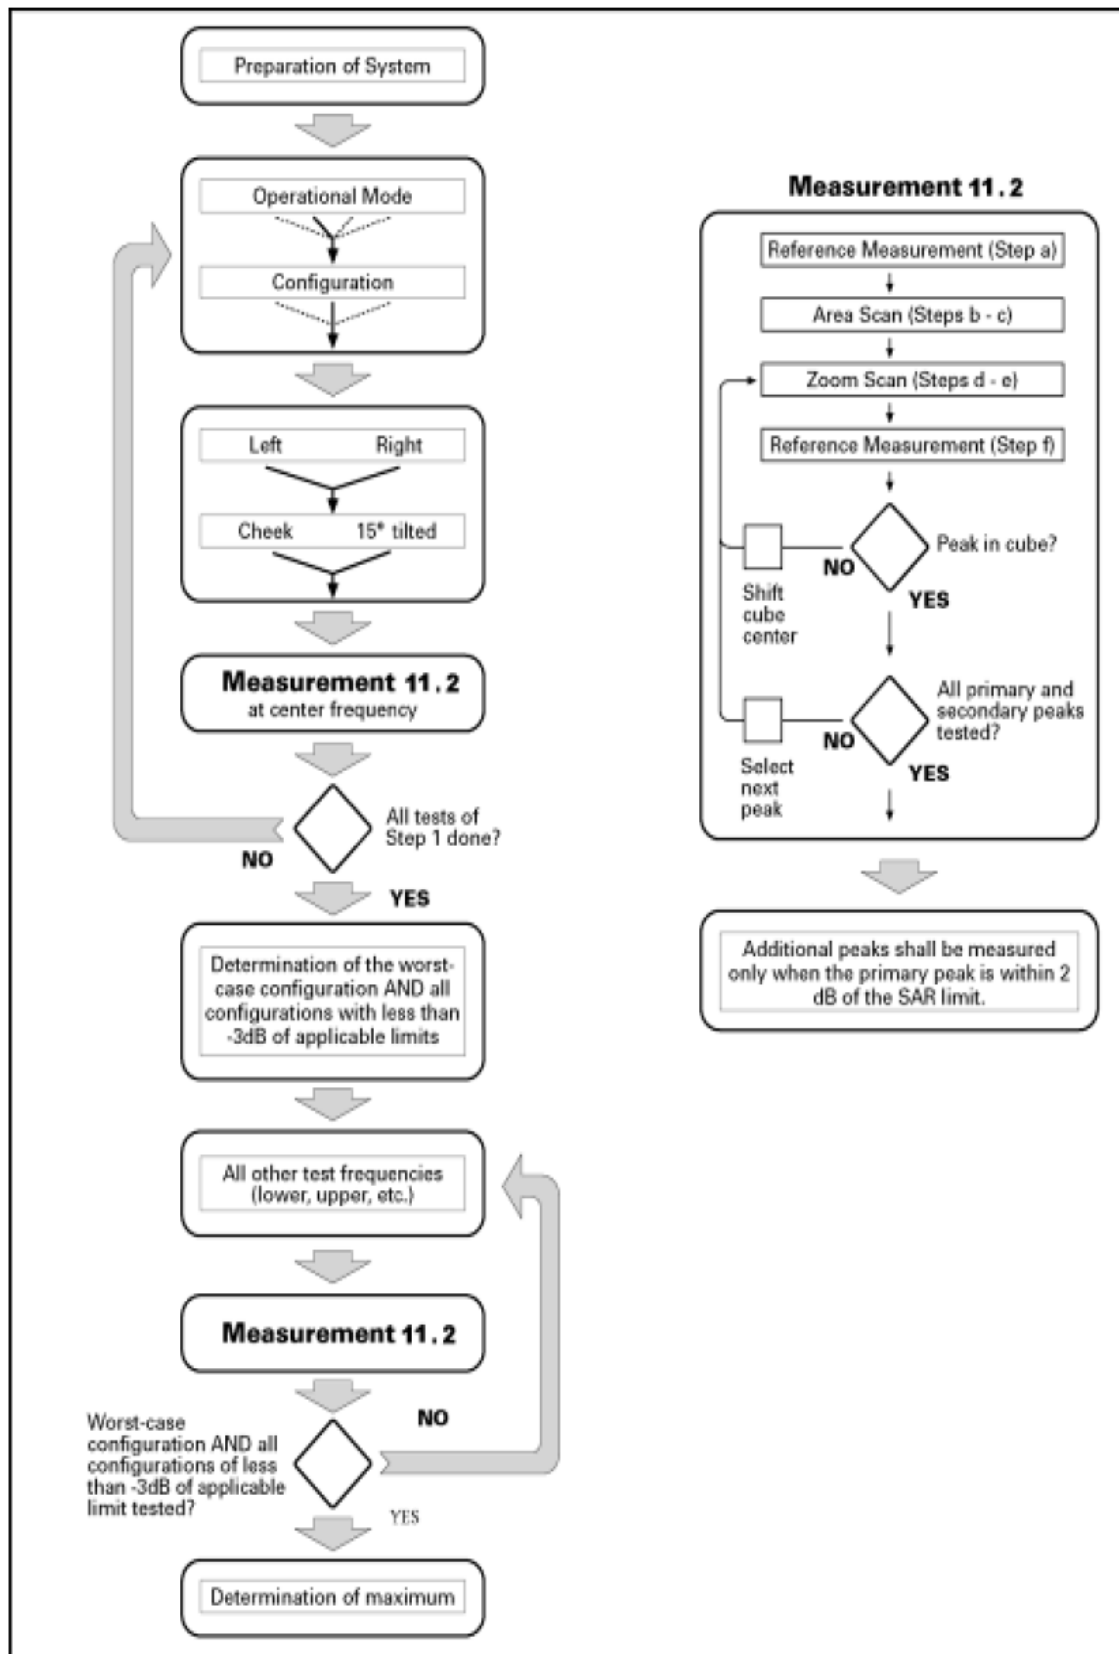 Preparation of System
Operational Mode
Configuration
Left Right
Cheek 15° tilted
Measurement 11.2
at center frequency
All tests of
Step 1 done?
NO
YES
Determination of the worst-
case configuration AND all
configurations with less than
-3dB of applicable limits
All other test frequencies
(lower, upper, etc.)
Measurement 11.2
NO
Worst-case
configuration AND all
configurations of less
than -3dB of applicable
limit tested?
YES
Determination of maximum
Measurement 11.2
Reference Measurement (Step a)
Area Scan (Steps b - c)
Zoom Scan (Steps d - e)
Reference Measurement (Step f)
Peak in cube?
NO
YES
Shift
cube
center
All primary and
secondary peaks
tested?
NO
YES
Select
next
peak
Additional peaks shall be measured
only when the primary peak is within 2
dB of the SAR limit.